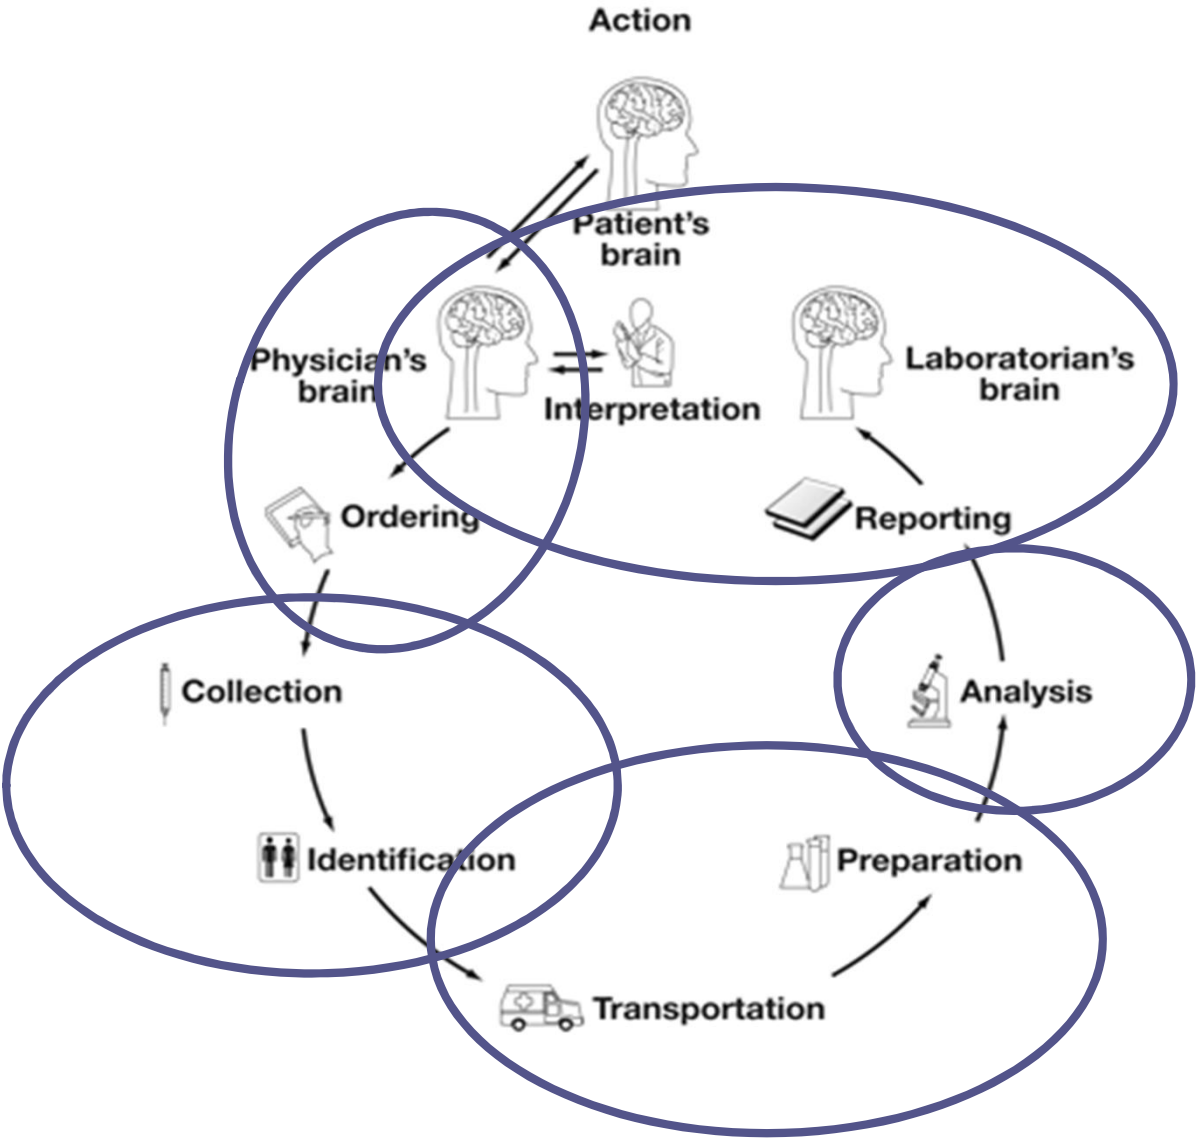 Action
Patient's
brain
Physician's
brain
Interpretation
Laboratorian's
brain
Ordering
Reporting
Collection
Analysis
Identification
Preparation
Transportation